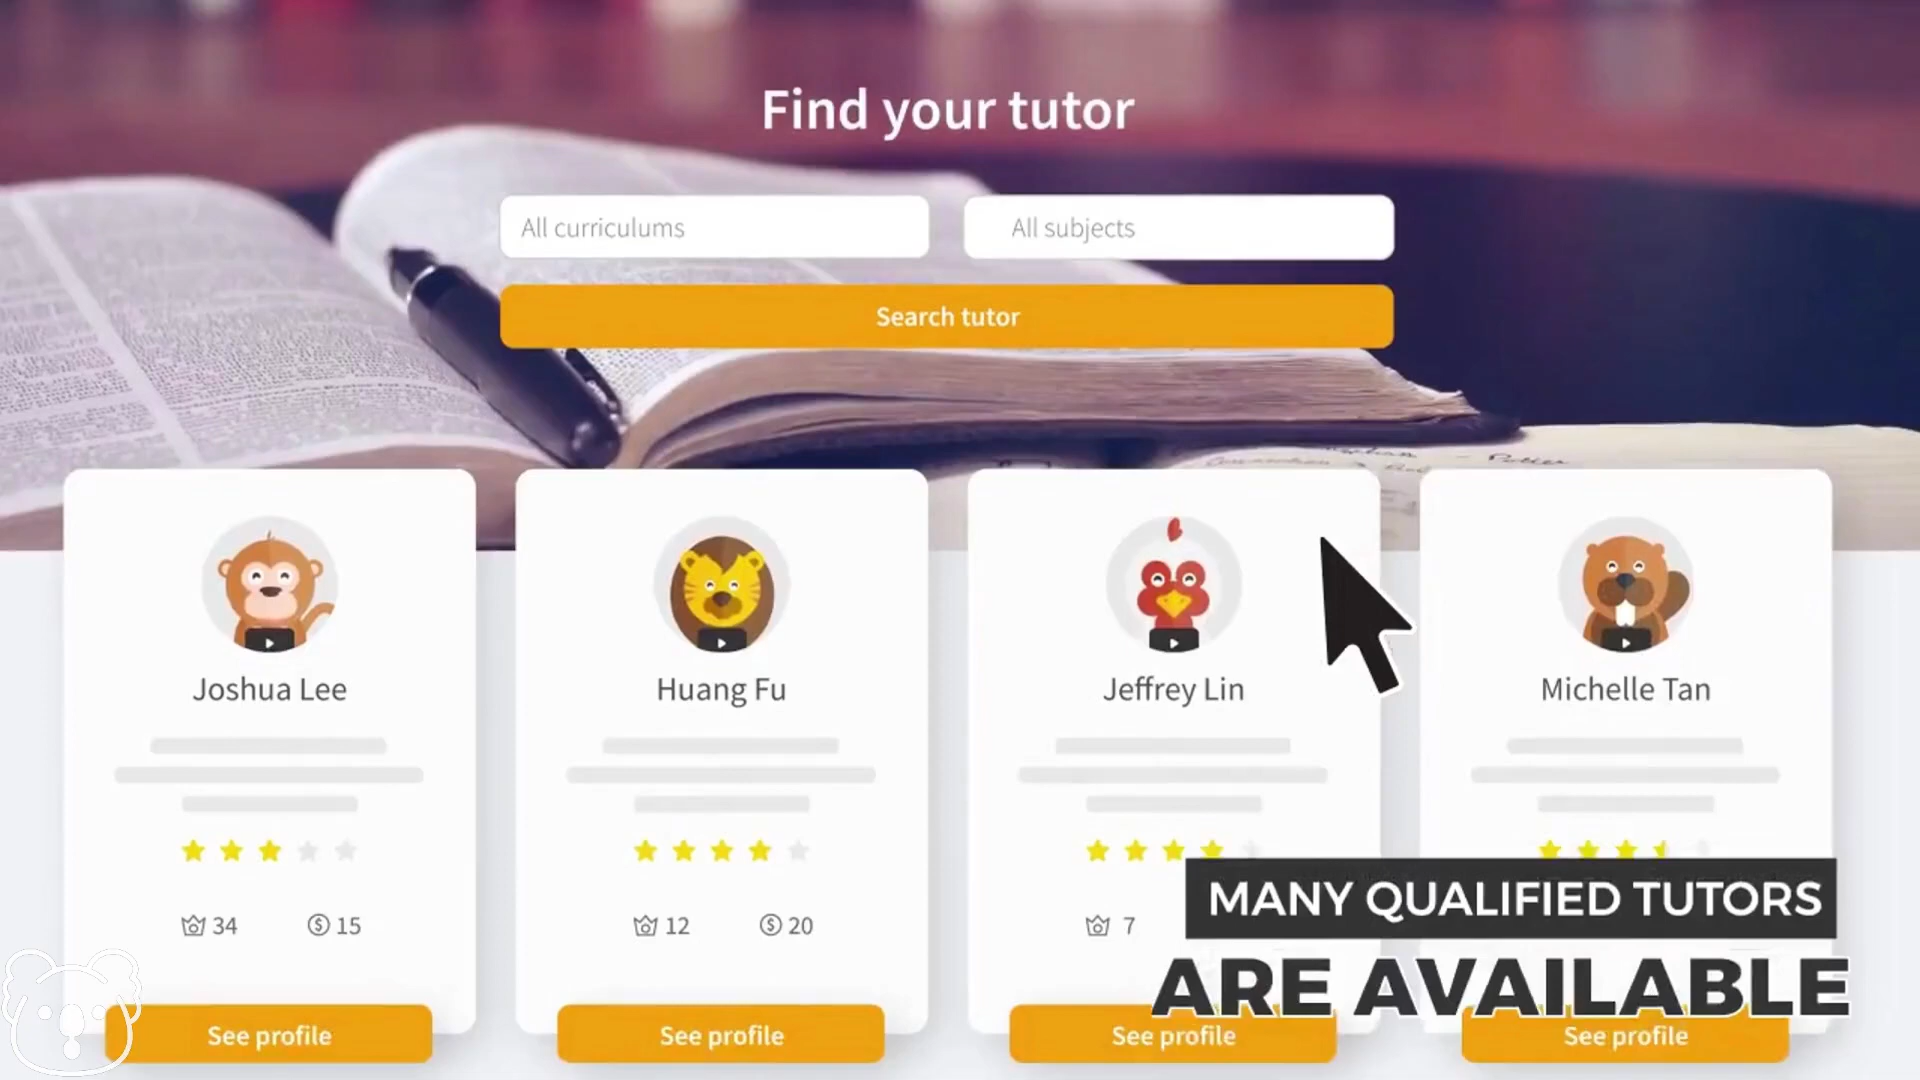 Find your tutor
All curriculums
All subjects
Search tutor
Joshua Lee
Huang Fu
Jeffrey Lin
Michelle Tan
34
15
12
20
7
MANY QUALIFIED TUTORS
ARE AVAILABLE
See profile
See profile
See profile
See profile